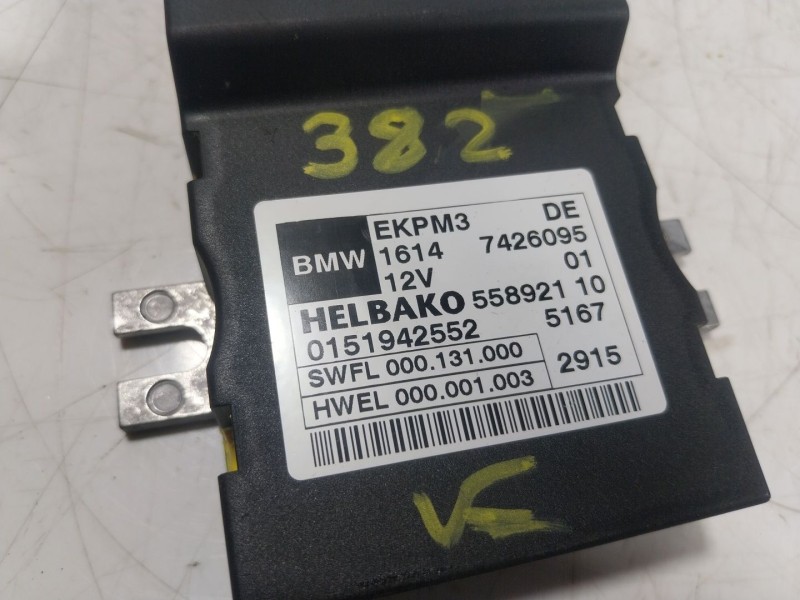 382
BMW EKPM3 DE
1614 7426095
12V 01
HELBAKO 558921 10
0151942552 5167
SWFL 000.131.000
HWEL 000.001.003 2915
VC